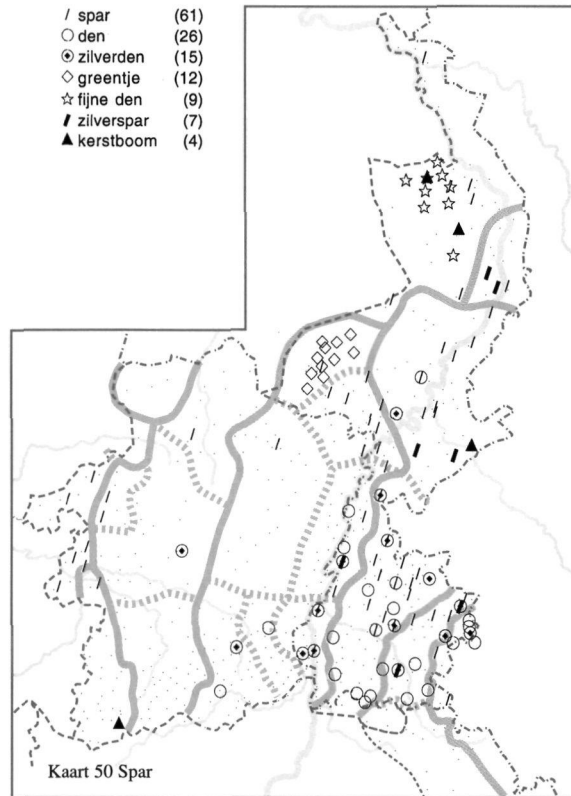 spar (61)
den (26)
zilverden (15)
greentje (12)
fijne den (9)
zilverspar (7)
kerstboom (4)
Kaart 50 Spar